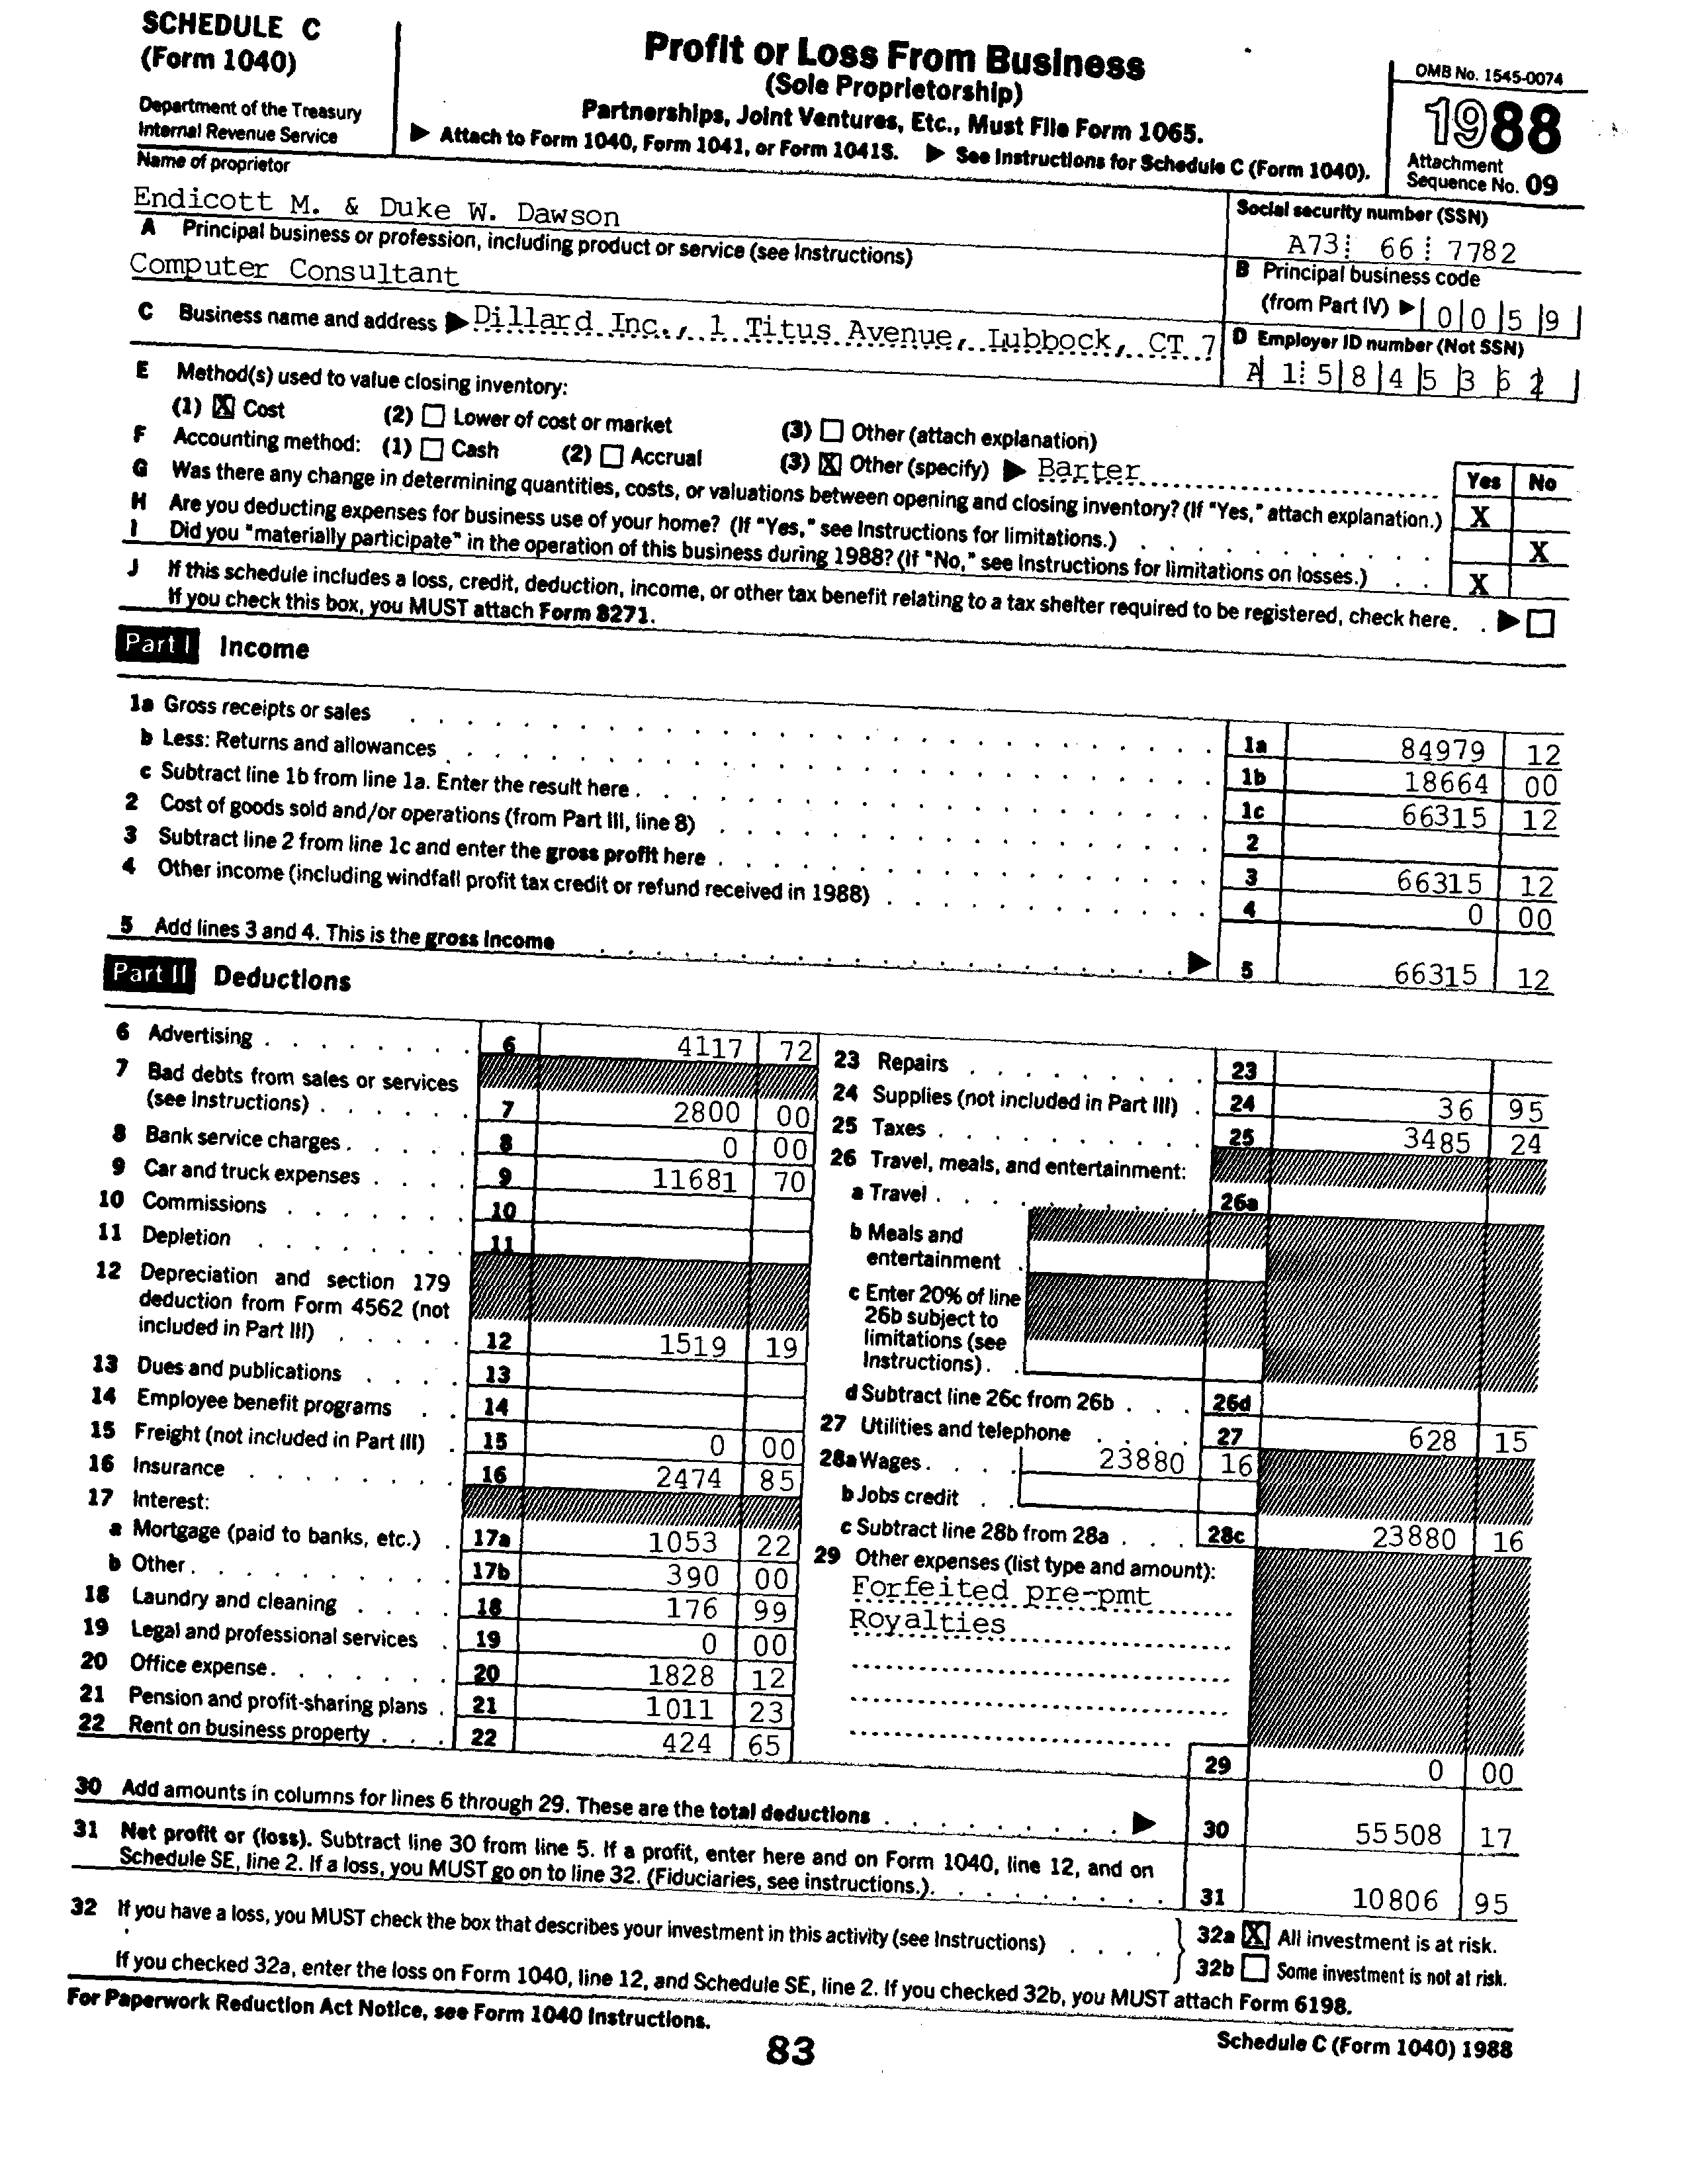 SCHEDULE C
(Form 1040)
Department of the Treasury
Internal Revenue Service
Profit or Loss From Business
(Sole Proprietorship)
Partnerships, Joint Ventures, Etc., Must File Form 1065.
▶ Attach to Form 1040, Form 1041, or Form 1041S. ▶ See Instructions for Schedule C (Form 1040).
OMB No. 1545-0074
1988
Attachment
Sequence No. 09
Name of proprietor
Endicott M. & Duke W. Dawson
Social security number (SSN)
A73 66 7782
A Principal business or profession, including product or service (see Instructions)
Computer Consultant
B Principal business code
(from Part IV) ▶ 0 0 5 9
C Business name and address ▶ Dillard Inc., 1 Titus Avenue, Lubbock, CT 7
D Employer ID number (Not SSN)
A 1 5 8 4 5 3 6 2
E Method(s) used to value closing inventory:
(1) [X] Cost (2) [ ] Lower of cost or market (3) [ ] Other (attach explanation)
F Accounting method: (1) [ ] Cash (2) [ ] Accrual (3) [X] Other (specify) ▶ Barter
Yes No
G Was there any change in determining quantities, costs, or valuations between opening and closing inventory? (If "Yes," attach explanation.) X
H Are you deducting expenses for business use of your home? (If "Yes," see Instructions for limitations.) X
I Did you "materially participate" in the operation of this business during 1988? (If "No," see Instructions for limitations on losses.) X
J If this schedule includes a loss, credit, deduction, income, or other tax benefit relating to a tax shelter required to be registered, check here. ▶ [ ]
If you check this box, you MUST attach Form 8271.
Part I Income
1a Gross receipts or sales 1a 84979 12
b Less: Returns and allowances 1b 18664 00
c Subtract line 1b from line 1a. Enter the result here 1c 66315 12
2 Cost of goods sold and/or operations (from Part III, line 8) 2
3 Subtract line 2 from line 1c and enter the gross profit here 3 66315 12
4 Other income (including windfall profit tax credit or refund received in 1988) 4 0 00
5 Add lines 3 and 4. This is the gross income ▶ 5 66315 12
Part II Deductions
6 Advertising 6 4117 72
7 Bad debts from sales or services
(see Instructions) 7 2800 00
8 Bank service charges 8 0 00
9 Car and truck expenses 9 11681 70
10 Commissions 10
11 Depletion 11
12 Depreciation and section 179
deduction from Form 4562 (not
included in Part III) 12 1519 19
13 Dues and publications 13
14 Employee benefit programs 14
15 Freight (not included in Part III) 15 0 00
16 Insurance 16 2474 85
17 Interest:
a Mortgage (paid to banks, etc.) 17a 1053 22
b Other 17b 390 00
18 Laundry and cleaning 18 176 99
19 Legal and professional services 19 0 00
20 Office expense 20 1828 12
21 Pension and profit-sharing plans 21 1011 23
22 Rent on business property 22 424 65
23 Repairs 23
24 Supplies (not included in Part III) 24 36 95
25 Taxes 25 3485 24
26 Travel, meals, and entertainment:
a Travel 26a
b Meals and
entertainment
c Enter 20% of line
26b subject to
limitations (see
Instructions)
d Subtract line 26c from 26b 26d
27 Utilities and telephone 27 628 15
28a Wages 23880 16
b Jobs credit
c Subtract line 28b from 28a 28c 23880 16
29 Other expenses (list type and amount):
Forfeited pre-pmt
Royalties
29 0 00
30 Add amounts in columns for lines 6 through 29. These are the total deductions ▶ 30 55508 17
31 Net profit or (loss). Subtract line 30 from line 5. If a profit, enter here and on Form 1040, line 12, and on
Schedule SE, line 2. If a loss, you MUST go on to line 32. (Fiduciaries, see instructions.) 31 10806 95
32 If you have a loss, you MUST check the box that describes your investment in this activity (see Instructions)
32a [X] All investment is at risk.
32b [ ] Some investment is not at risk.
If you checked 32a, enter the loss on Form 1040, line 12, and Schedule SE, line 2. If you checked 32b, you MUST attach Form 6198.
For Paperwork Reduction Act Notice, see Form 1040 Instructions.
83
Schedule C (Form 1040) 1988